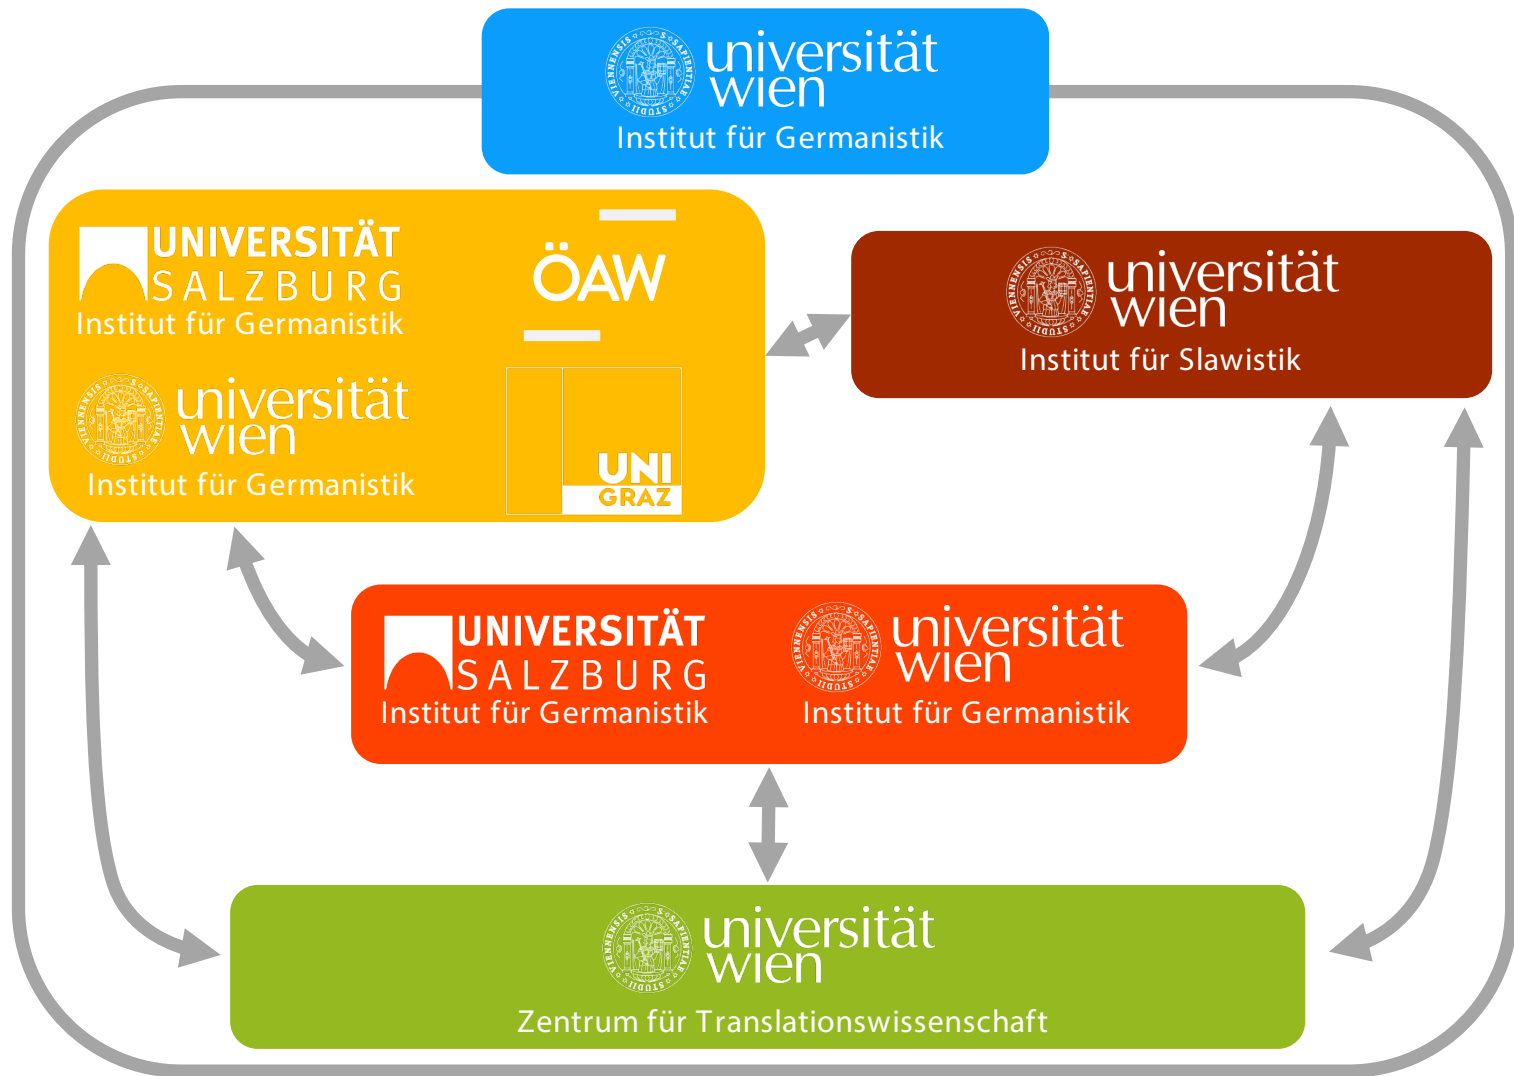 universität
wien
Institut für Germanistik
UNIVERSITÄT
SALZBURG
Institut für Germanistik
ÖAW
universität
wien
Institut für Germanistik
UNI
GRAZ
universität
wien
Institut für Slawistik
UNIVERSITÄT
SALZBURG
Institut für Germanistik
universität
wien
Institut für Germanistik
universität
wien
Zentrum für Translationswissenschaft